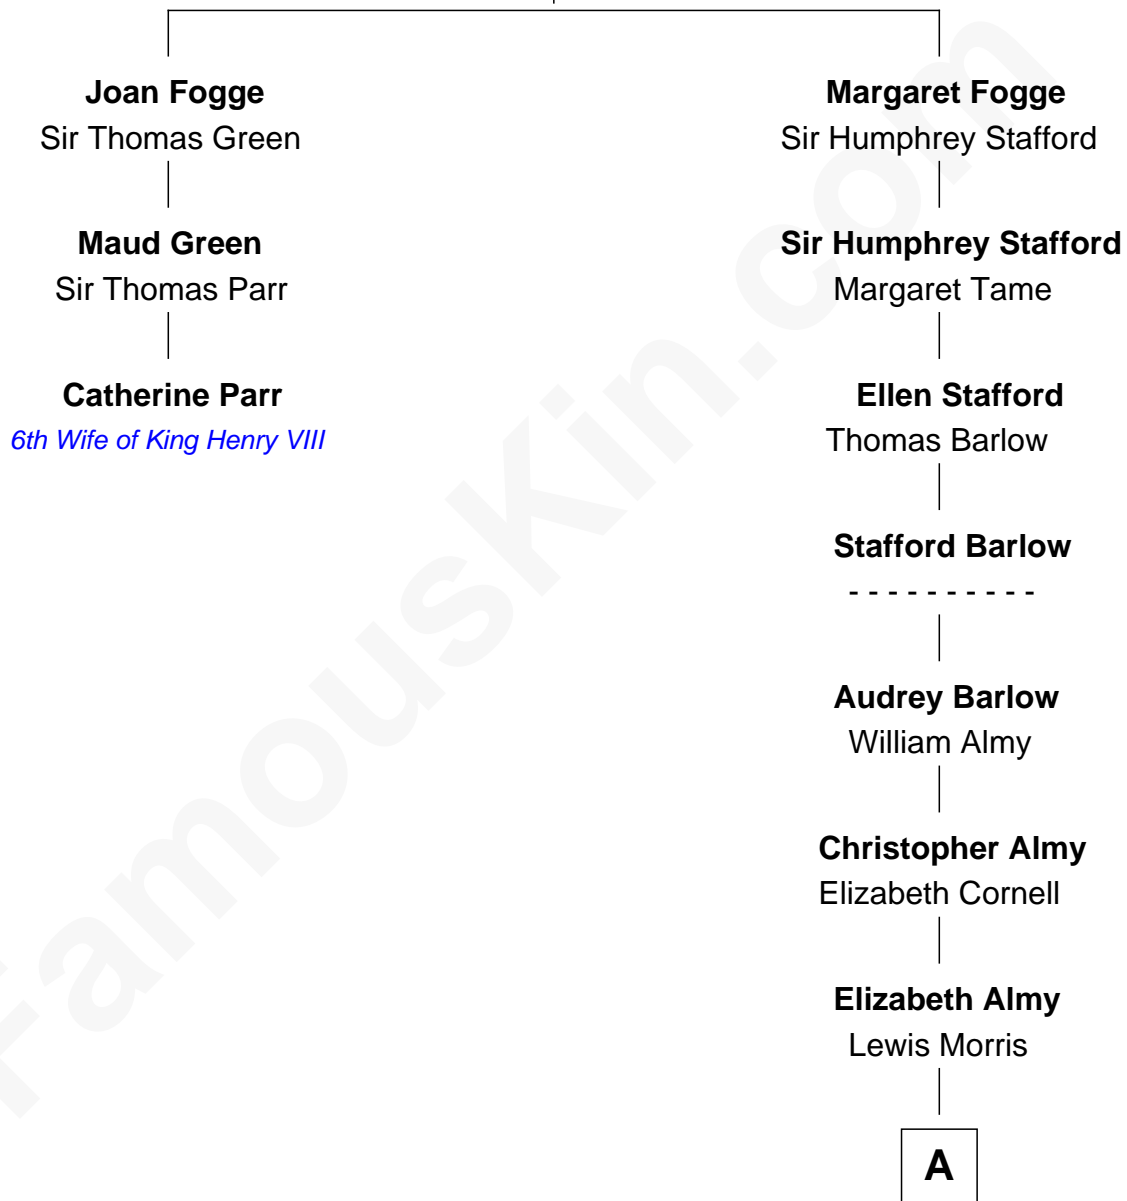 Joan Fogge
Sir Thomas Green
Margaret Fogge
Sir Humphrey Stafford
Maud Green
Sir Thomas Parr
Sir Humphrey Stafford
Margaret Tame
Catherine Parr
6th Wife of King Henry VIII
Ellen Stafford
Thomas Barlow
Stafford Barlow
- - - - - - - - - -
Audrey Barlow
William Almy
Christopher Almy
Elizabeth Cornell
Elizabeth Almy
Lewis Morris
A
FamousKin.com